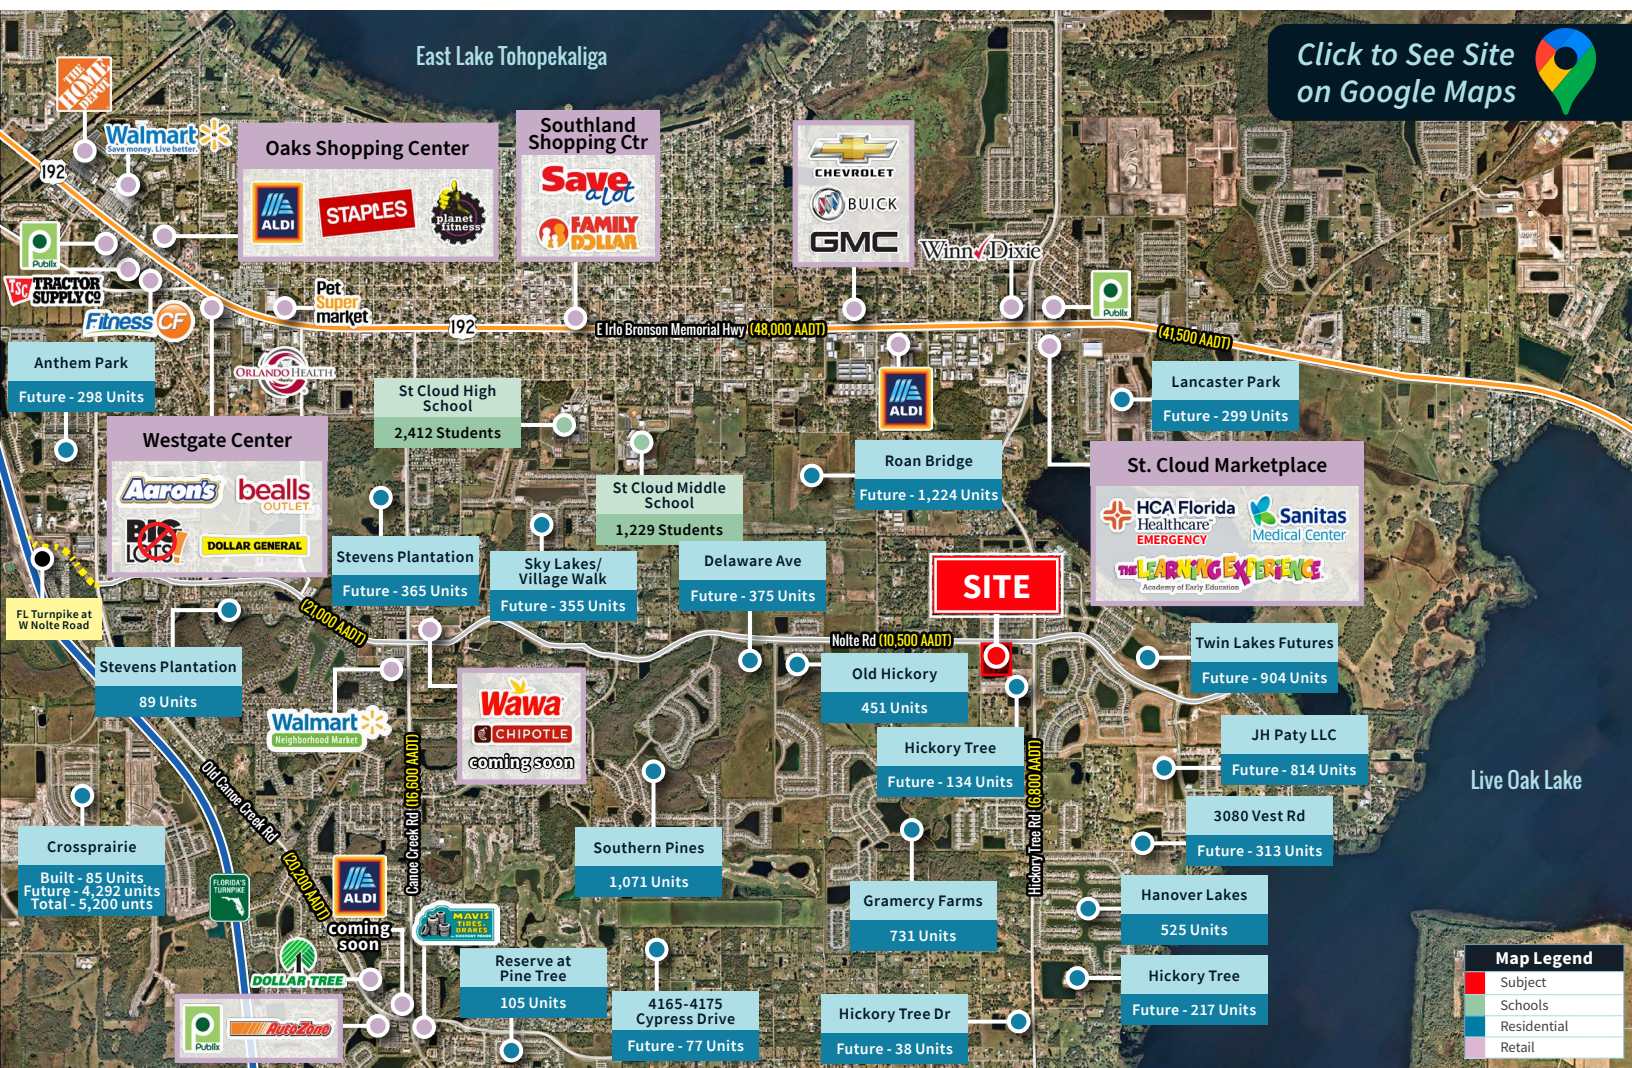 East Lake Tohopekaliga
Click to See Site
on Google Maps
THE
HOME
DEPOT
Walmart
Save money. Live better.
192
Oaks Shopping Center
ALDI
STAPLES
planet
fitness
Southland
Shopping Ctr
Save
a lot
FAMILY
DOLLAR
CHEVROLET
BUICK
GMC
Winn Dixie
Publix
Publix
TSC TRACTOR
SUPPLY CO
Fitness CF
Pet
Super
market
192
E Irlo Bronson Memorial Hwy (48,000 AADT)
(41,500 AADT)
ORLANDO HEALTH
Anthem Park
Future - 298 Units
St Cloud High
School
2,412 Students
ALDI
Lancaster Park
Future - 299 Units
Westgate Center
Aaron's
bealls
OUTLET
BIG
LOTS!
DOLLAR GENERAL
St Cloud Middle
School
1,229 Students
Roan Bridge
Future - 1,224 Units
St. Cloud Marketplace
HCA Florida
Healthcare
EMERGENCY
Sanitas
Medical Center
THE LEARNING EXPERIENCE
Academy of Early Education
Stevens Plantation
Future - 365 Units
Sky Lakes/
Village Walk
Future - 355 Units
Delaware Ave
Future - 375 Units
SITE
FL Turnpike at
W Nolte Road
(21,000 AADT)
Nolte Rd (10,500 AADT)
Stevens Plantation
89 Units
Old Hickory
451 Units
Twin Lakes Futures
Future - 904 Units
Walmart
Neighborhood Market
Wawa
CHIPOTLE
coming soon
Hickory Tree
Future - 134 Units
JH Paty LLC
Future - 814 Units
Live Oak Lake
Old Canoe Creek Rd
(20,200 AADT)
Canoe Creek Rd (16,600 AADT)
Hickory Tree Rd (6,800 AADT)
3080 Vest Rd
Future - 313 Units
Crossprairie
Built - 85 Units
Future - 4,292 units
Total - 5,200 unts
Southern Pines
1,071 Units
FLORIDA'S
TURNPIKE
ALDI
coming
soon
MAVIS
TIRES &
BRAKES
AT DISCOUNT PRICES
Gramercy Farms
731 Units
Hanover Lakes
525 Units
DOLLAR TREE
Reserve at
Pine Tree
105 Units
4165-4175
Cypress Drive
Future - 77 Units
Hickory Tree Dr
Future - 38 Units
Hickory Tree
Future - 217 Units
Publix
AutoZone
Map Legend
Subject
Schools
Residential
Retail